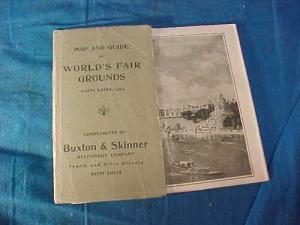 MAP AND GUIDE
OF
WORLD'S FAIR
GROUNDS
SAINT LOUIS, 1904
COMPLIMENTS OF
Buxton & Skinner
STATIONERY COMPANY
Fourth and Olive Streets
SAINT LOUIS